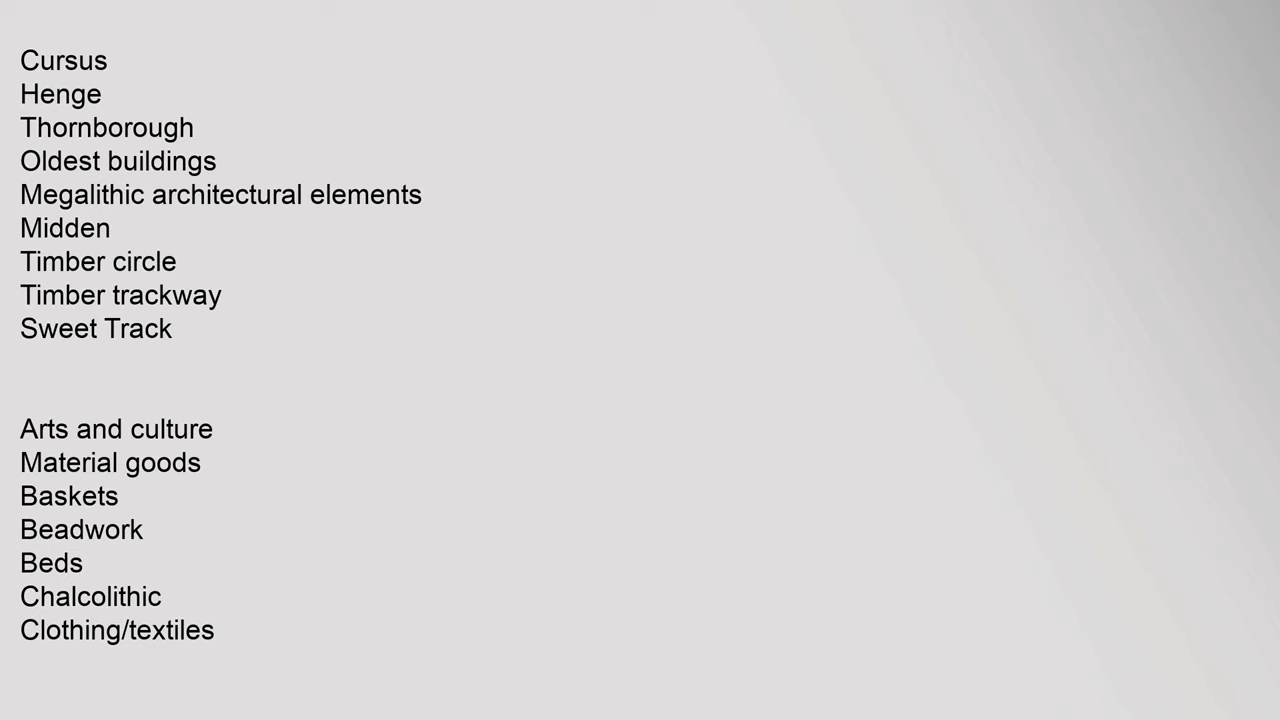 Cursus
Henge
Thornborough
Oldest buildings
Megalithic architectural elements
Midden
Timber circle
Timber trackway
Sweet Track
Arts and culture
Material goods
Baskets
Beadwork
Beds
Chalcolithic
Clothing/textiles